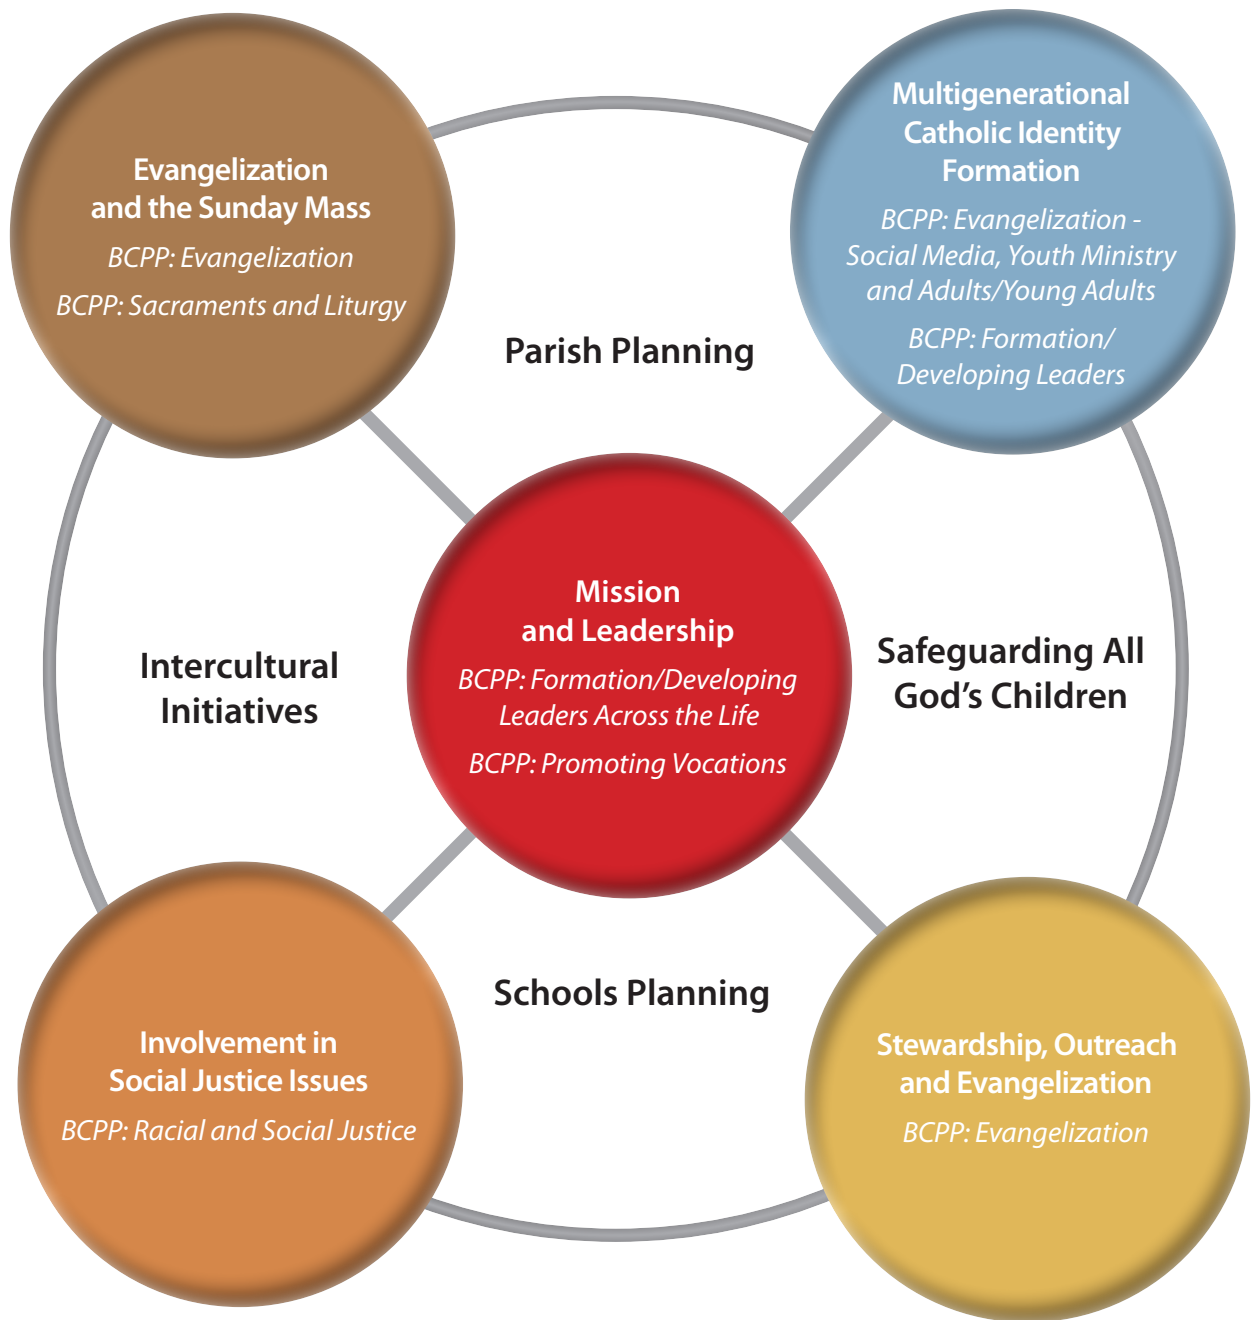 Evangelization
and the Sunday Mass
BCPP: Evangelization
BCPP: Sacraments and Liturgy
Multigenerational
Catholic Identity
Formation
BCPP: Evangelization -
Social Media, Youth Ministry
and Adults/Young Adults
BCPP: Formation/
Developing Leaders
Parish Planning
Intercultural
Initiatives
Mission
and Leadership
BCPP: Formation/Developing
Leaders Across the Life
BCPP: Promoting Vocations
Safeguarding All
God’s Children
Schools Planning
Involvement in
Social Justice Issues
BCPP: Racial and Social Justice
Stewardship, Outreach
and Evangelization
BCPP: Evangelization